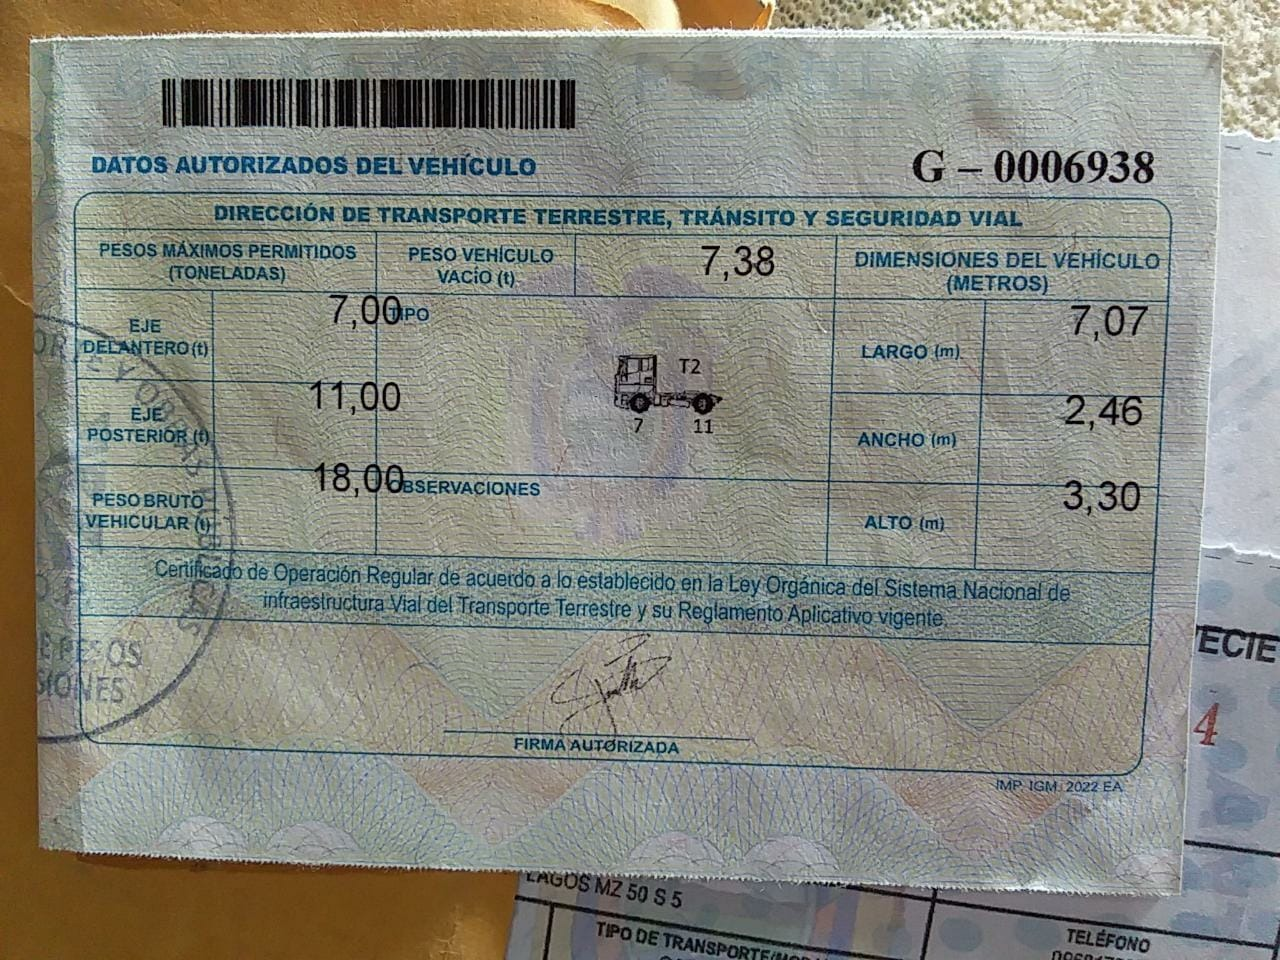 DATOS AUTORIZADOS DEL VEHÍCULO
G – 0006938
DIRECCIÓN DE TRANSPORTE TERRESTRE, TRÁNSITO Y SEGURIDAD VIAL
PESOS MÁXIMOS PERMITIDOS
(TONELADAS)
PESO VEHÍCULO
VACÍO (t)
7,38
DIMENSIONES DEL VEHÍCULO
(METROS)
EJE
DELANTERO (t)
7,00
TIPO
T2
7 11
LARGO (m)
7,07
EJE
POSTERIOR (t)
11,00
ANCHO (m)
2,46
PESO BRUTO
VEHICULAR (t)
18,00
OBSERVACIONES
ALTO (m)
3,30
Certificado de Operación Regular de acuerdo a lo establecido en la Ley Orgánica del Sistema Nacional de
infraestructura Vial del Transporte Terrestre y su Reglamento Aplicativo vigente.
FIRMA AUTORIZADA
IMP. IGM. 2022 EA
E PESOS
SIONES
ECIE
4
LAGOS MZ 50 S 5
TIPO DE TRANSPORTE
TELÉFONO